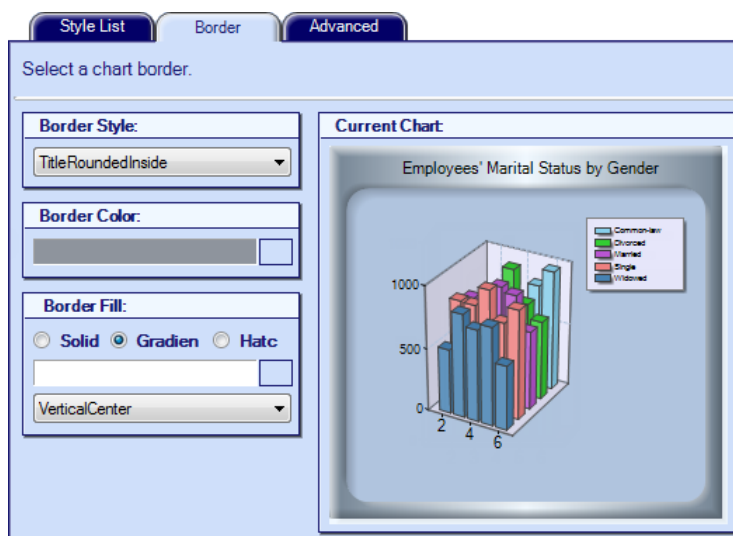 Style List
Border
Advanced
Select a chart border.
Border Style:
TitleRoundedInside
Border Color:
Border Fill:
Solid
Gradien
Hatc
VerticalCenter
Current Chart:
Employees' Marital Status by Gender
Common-law
Divorced
Married
Single
Widowed
1000
500
0
2
4
6